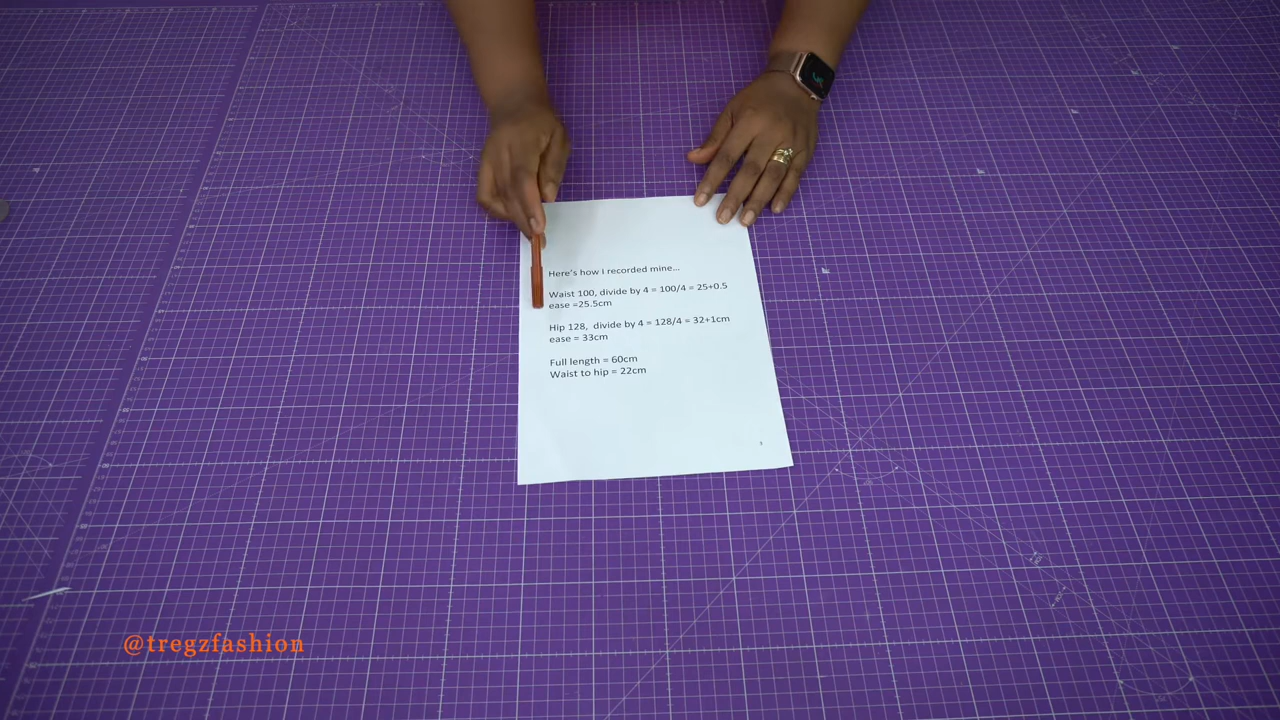 Here's how I recorded mine...
Waist 100, divide by 4 = 100/4 = 25+0.5
ease =25.5cm
Hip 128,  divide by 4 = 128/4 = 32+1cm
ease = 33cm
Full length = 60cm
Waist to hip = 22cm
@tregzfashion